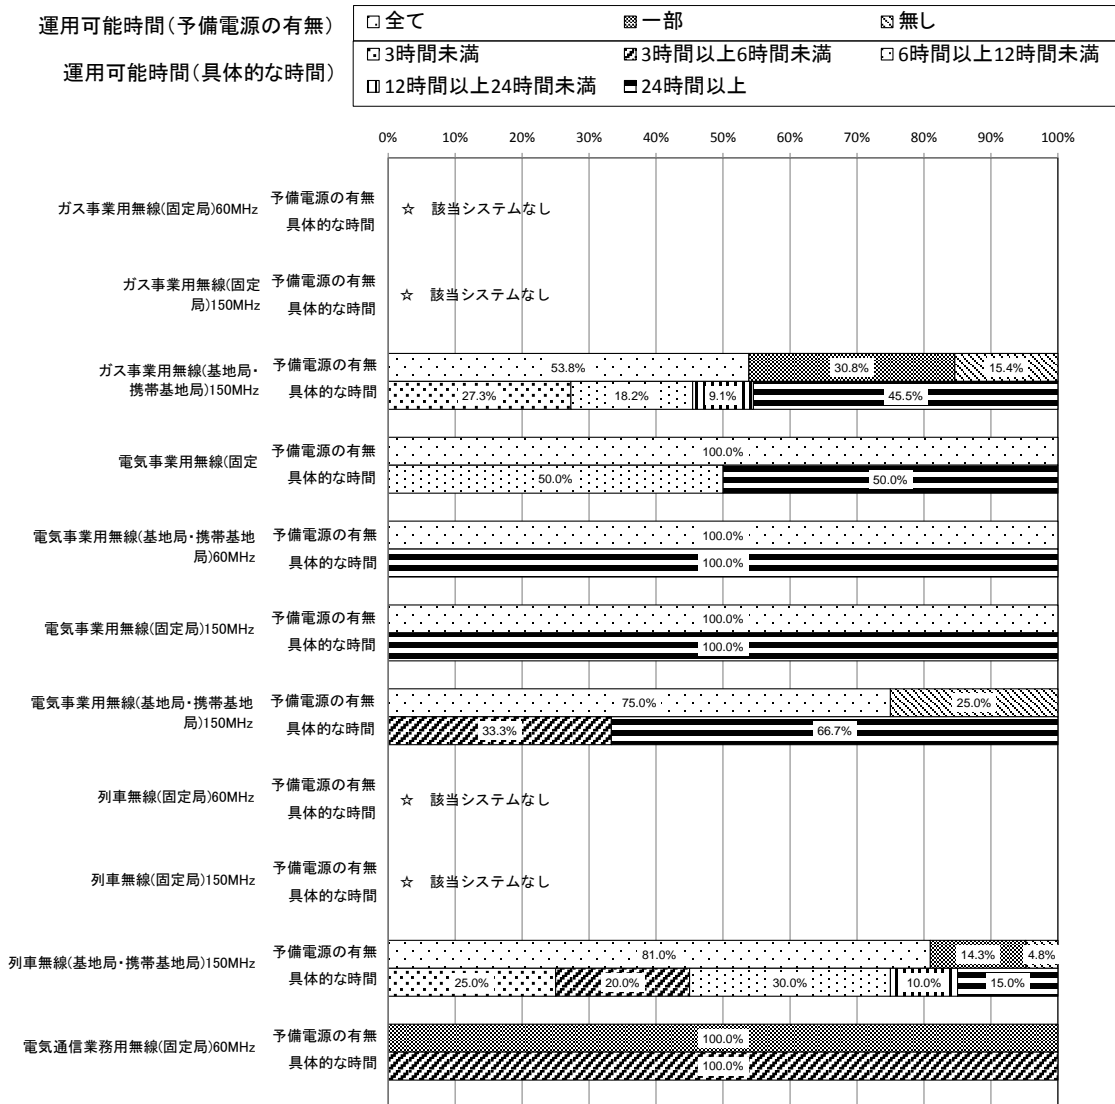 運用可能時間(予備電源の有無)
全て 一部 無し
運用可能時間(具体的な時間)
3時間未満 3時間以上6時間未満 6時間以上12時間未満
12時間以上24時間未満 24時間以上
0% 10% 20% 30% 40% 50% 60% 70% 80% 90% 100%
ガス事業用無線(固定局)60MHz
予備電源の有無
具体的な時間
☆ 該当システムなし
ガス事業用無線(固定
局)150MHz
予備電源の有無
具体的な時間
☆ 該当システムなし
ガス事業用無線(基地局・
携帯基地局)150MHz
予備電源の有無
53.8% 30.8% 15.4%
具体的な時間
27.3% 18.2% 9.1% 45.5%
電気事業用無線(固定
予備電源の有無
100.0%
具体的な時間
50.0% 50.0%
電気事業用無線(基地局・携帯基地
局)60MHz
予備電源の有無
100.0%
具体的な時間
100.0%
電気事業用無線(固定局)150MHz
予備電源の有無
100.0%
具体的な時間
100.0%
電気事業用無線(基地局・携帯基地
局)150MHz
予備電源の有無
75.0% 25.0%
具体的な時間
33.3% 66.7%
列車無線(固定局)60MHz
予備電源の有無
具体的な時間
☆ 該当システムなし
列車無線(固定局)150MHz
予備電源の有無
具体的な時間
☆ 該当システムなし
列車無線(基地局・携帯基地局)150MHz
予備電源の有無
81.0% 14.3% 4.8%
具体的な時間
25.0% 20.0% 30.0% 10.0% 15.0%
電気通信業務用無線(固定局)60MHz
予備電源の有無
100.0%
具体的な時間
100.0%